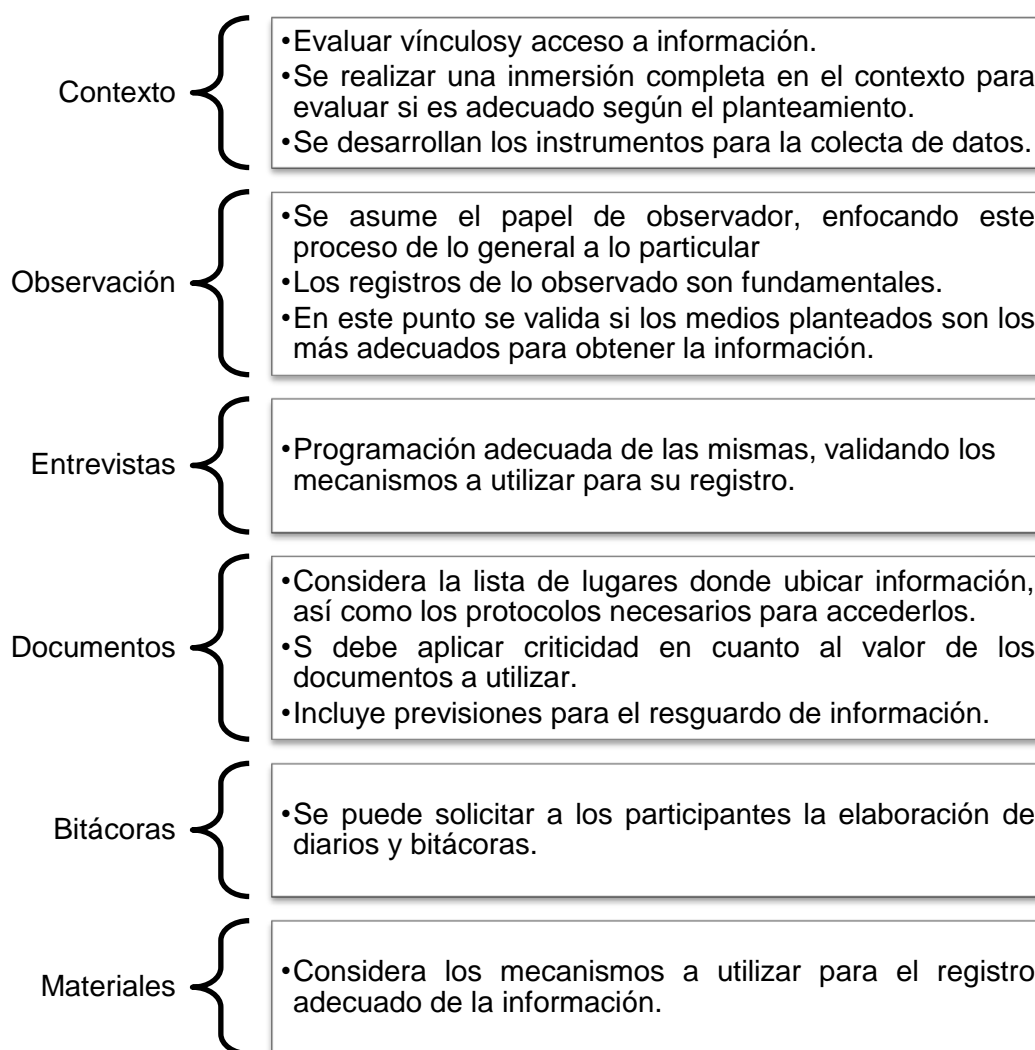 Contexto
•Evaluar vínculosy acceso a información.
•Se realizar una inmersión completa en el contexto para
evaluar si es adecuado según el planteamiento.
•Se desarrollan los instrumentos para la colecta de datos.
Observación
•Se asume el papel de observador, enfocando este
proceso de lo general a lo particular
•Los registros de lo observado son fundamentales.
•En este punto se valida si los medios planteados son los
más adecuados para obtener la información.
Entrevistas
•Programación adecuada de las mismas, validando los
mecanismos a utilizar para su registro.
Documentos
•Considera la lista de lugares donde ubicar información,
así como los protocolos necesarios para accederlos.
•S debe aplicar criticidad en cuanto al valor de los
documentos a utilizar.
•Incluye previsiones para el resguardo de información.
Bitácoras
•Se puede solicitar a los participantes la elaboración de
diarios y bitácoras.
Materiales
•Considera los mecanismos a utilizar para el registro
adecuado de la información.